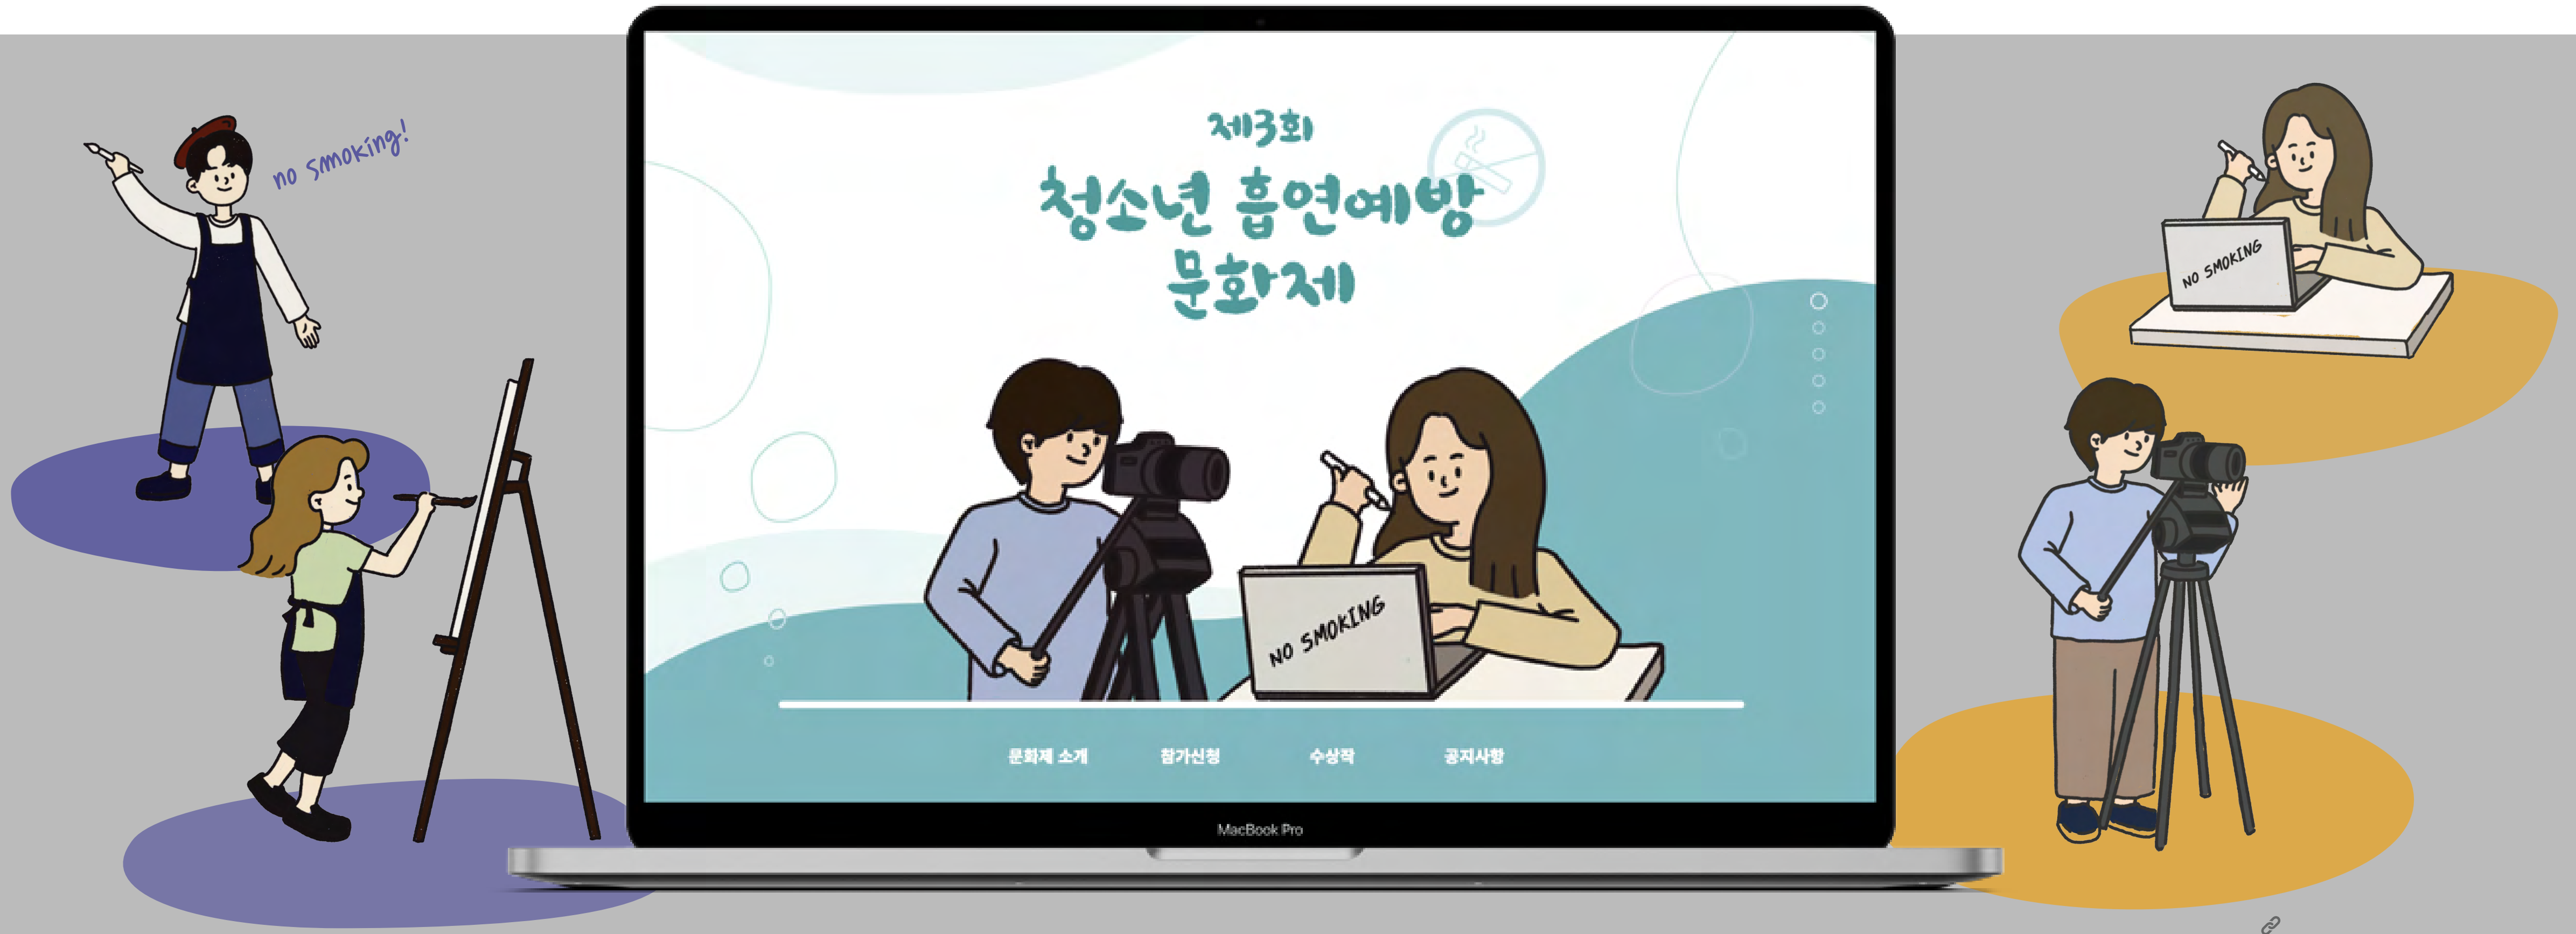 no smoking!
제3회
청소년 흡연예방
문화제
NO SMOKING
문화제 소개
참가신청
수상작
공지사항
MacBook Pro
NO SMOKING